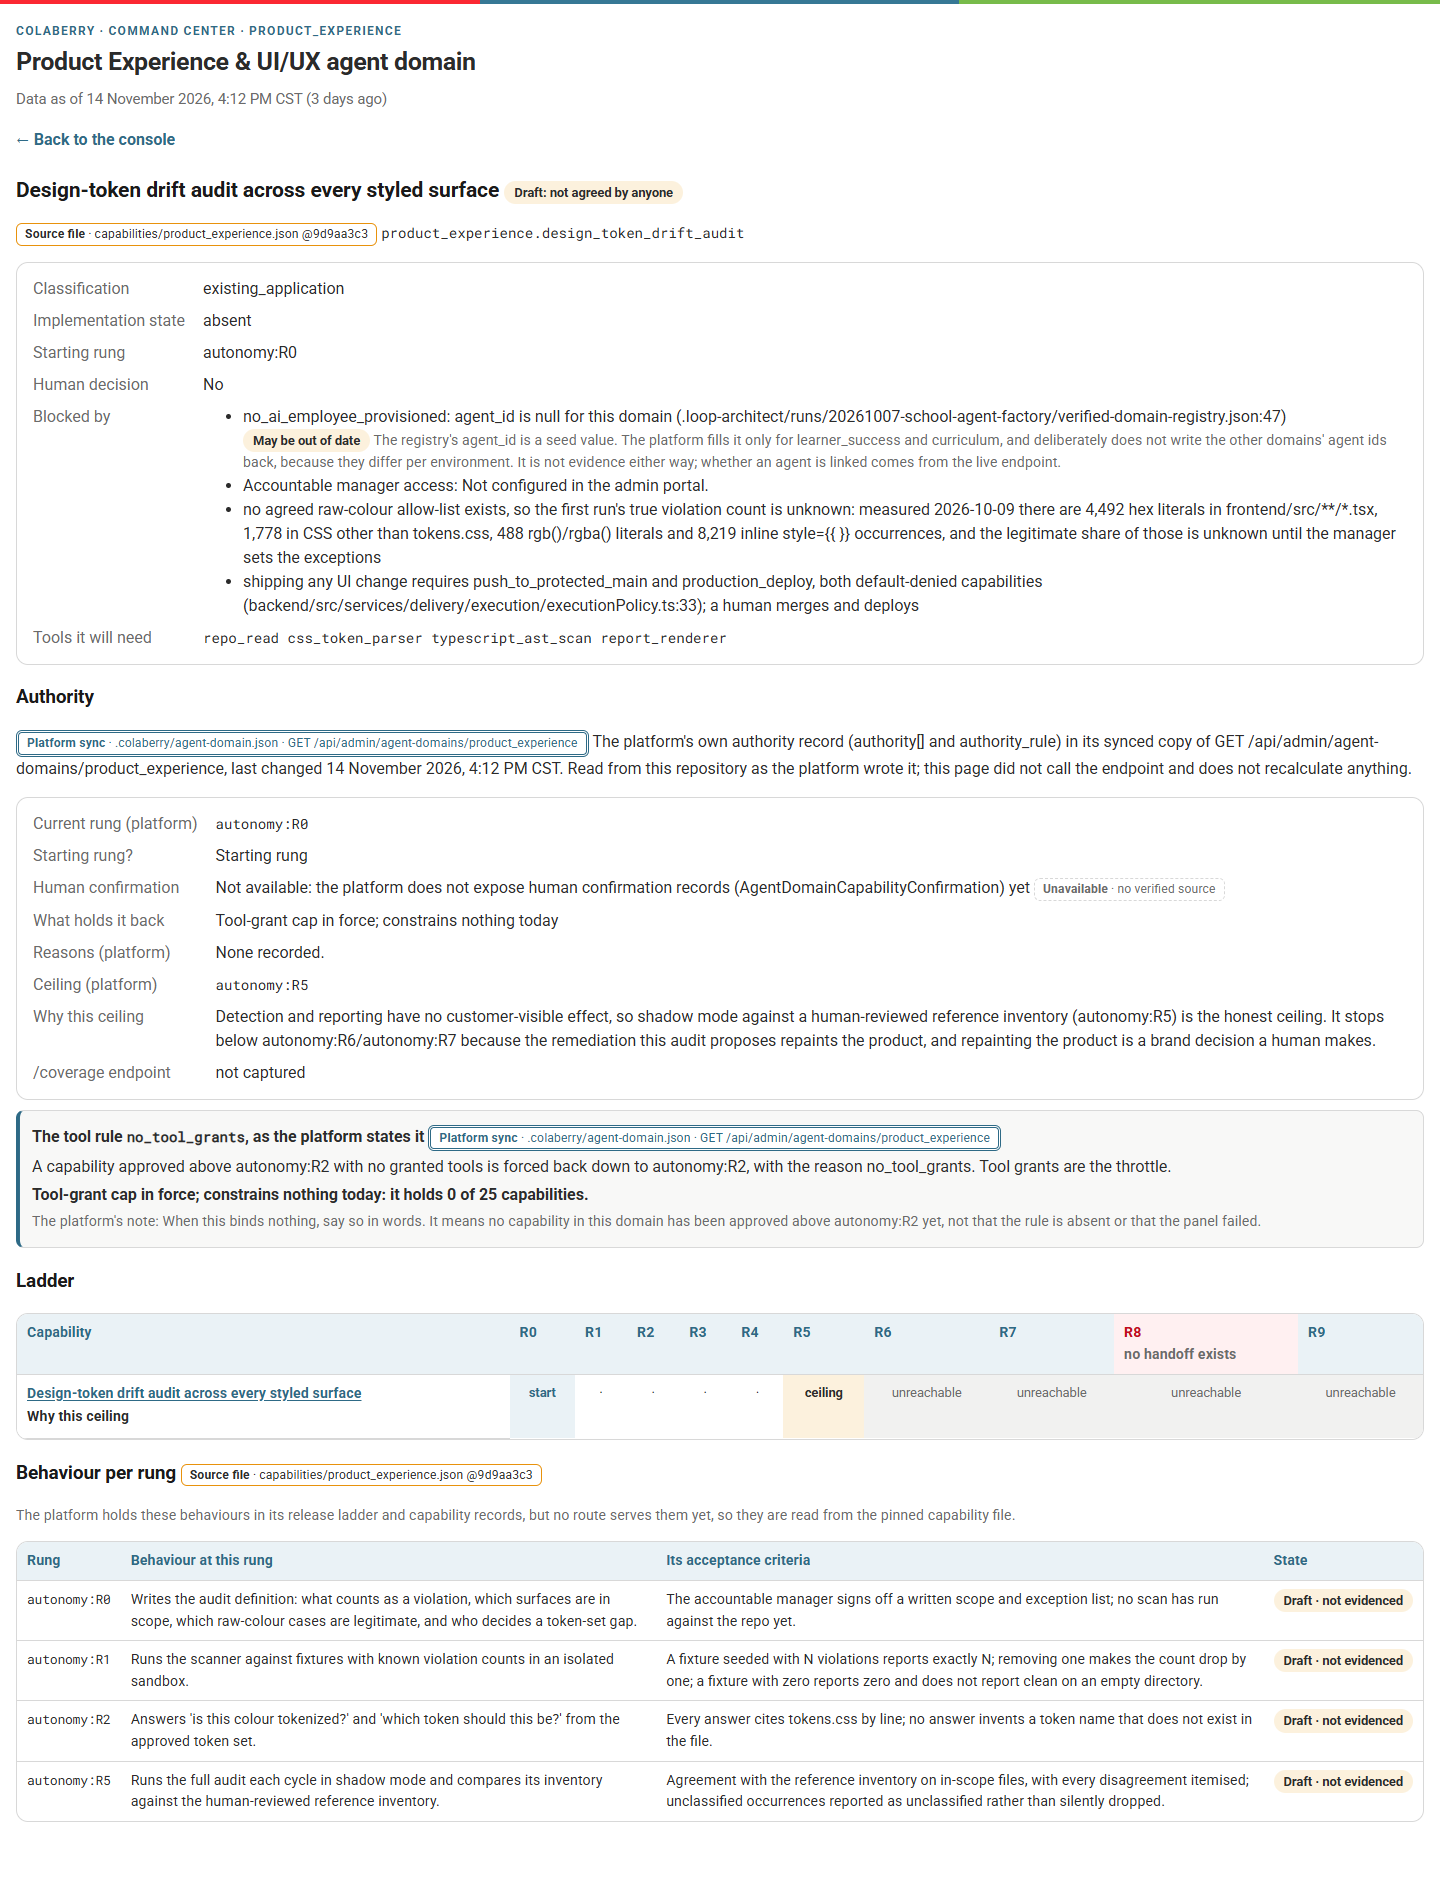 COLABERRY · COMMAND CENTER · PRODUCT_EXPERIENCE
Product Experience & UI/UX agent domain
Data as of 14 November 2026, 4:12 PM CST (3 days ago)
← Back to the console
Design-token drift audit across every styled surface Draft: not agreed by anyone
Source file · capabilities/product_experience.json @9d9aa3c3 product_experience.design_token_drift_audit
Classification existing_application
Implementation state absent
Starting rung autonomy:R0
Human decision No
Blocked by • no_ai_employee_provisioned: agent_id is null for this domain (.loop-architect/runs/20261007-school-agent-factory/verified-domain-registry.json:47)
May be out of date The registry's agent_id is a seed value. The platform fills it only for learner_success and curriculum, and deliberately does not write the other domains' agent ids
back, because they differ per environment. It is not evidence either way; whether an agent is linked comes from the live endpoint.
• Accountable manager access: Not configured in the admin portal.
• no agreed raw-colour allow-list exists, so the first run's true violation count is unknown: measured 2026-10-09 there are 4,492 hex literals in frontend/src/**/*.tsx,
1,778 in CSS other than tokens.css, 488 rgb()/rgba() literals and 8,219 inline style={{ }} occurrences, and the legitimate share of those is unknown until the manager
sets the exceptions
• shipping any UI change requires push_to_protected_main and production_deploy, both default-denied capabilities
(backend/src/services/delivery/execution/executionPolicy.ts:33); a human merges and deploys
Tools it will need repo_read css_token_parser typescript_ast_scan report_renderer
Authority
Platform sync · .colaberry/agent-domain.json · GET /api/admin/agent-domains/product_experience The platform's own authority record (authority[] and authority_rule) in its synced copy of GET /api/admin/agent-
domains/product_experience, last changed 14 November 2026, 4:12 PM CST. Read from this repository as the platform wrote it; this page did not call the endpoint and does not recalculate anything.
Current rung (platform) autonomy:R0
Starting rung? Starting rung
Human confirmation Not available: the platform does not expose human confirmation records (AgentDomainCapabilityConfirmation) yet Unavailable · no verified source
What holds it back Tool-grant cap in force; constrains nothing today
Reasons (platform) None recorded.
Ceiling (platform) autonomy:R5
Why this ceiling Detection and reporting have no customer-visible effect, so shadow mode against a human-reviewed reference inventory (autonomy:R5) is the honest ceiling. It stops
below autonomy:R6/autonomy:R7 because the remediation this audit proposes repaints the product, and repainting the product is a brand decision a human makes.
/coverage endpoint not captured
The tool rule no_tool_grants, as the platform states it Platform sync · .colaberry/agent-domain.json · GET /api/admin/agent-domains/product_experience
A capability approved above autonomy:R2 with no granted tools is forced back down to autonomy:R2, with the reason no_tool_grants. Tool grants are the throttle.
Tool-grant cap in force; constrains nothing today: it holds 0 of 25 capabilities.
The platform's note: When this binds nothing, say so in words. It means no capability in this domain has been approved above autonomy:R2 yet, not that the rule is absent or that the panel failed.
Ladder
Capability R0 R1 R2 R3 R4 R5 R6 R7 R8 R9
no handoff exists
Design-token drift audit across every styled surface start · · · · ceiling unreachable unreachable unreachable unreachable
Why this ceiling
Behaviour per rung Source file · capabilities/product_experience.json @9d9aa3c3
The platform holds these behaviours in its release ladder and capability records, but no route serves them yet, so they are read from the pinned capability file.
Rung Behaviour at this rung Its acceptance criteria State
autonomy:R0 Writes the audit definition: what counts as a violation, which surfaces are in The accountable manager signs off a written scope and exception list; no scan has run Draft · not evidenced
scope, which raw-colour cases are legitimate, and who decides a token-set gap. against the repo yet.
autonomy:R1 Runs the scanner against fixtures with known violation counts in an isolated A fixture seeded with N violations reports exactly N; removing one makes the count drop by Draft · not evidenced
sandbox. one; a fixture with zero reports zero and does not report clean on an empty directory.
autonomy:R2 Answers 'is this colour tokenized?' and 'which token should this be?' from the Every answer cites tokens.css by line; no answer invents a token name that does not exist in Draft · not evidenced
approved token set. the file.
autonomy:R5 Runs the full audit each cycle in shadow mode and compares its inventory Agreement with the reference inventory on in-scope files, with every disagreement itemised; Draft · not evidenced
against the human-reviewed reference inventory. unclassified occurrences reported as unclassified rather than silently dropped.